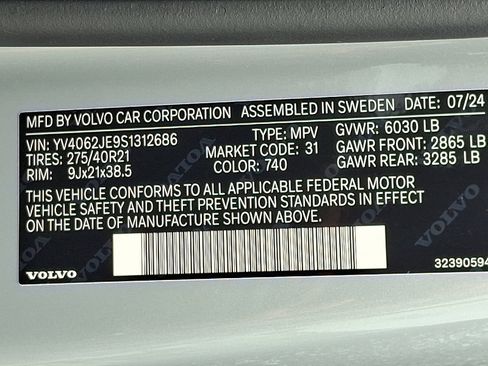 MFD BY VOLVO CAR CORPORATION ASSEMBLED IN SWEDEN 07/24
VIN: YV4062JE9S1312686 TYPE: MPV GVWR: 6030 LB
TIRES: 275/40R21 MARKET: 31 GAWR FRONT: 2865 LB
RIM: 9Jx21x38.5 COLOR: 740 GAWR REAR: 3285 LB
THIS VEHICLE CONFORMS TO ALL APPLICABLE FEDERAL MOTOR
VEHICLE SAFETY AND THEFT PREVENTION STANDARDS IN EFFECT
ON THE DATE OF MANUFACTURE SHOWN ABOVE.
VOLVO 32390594